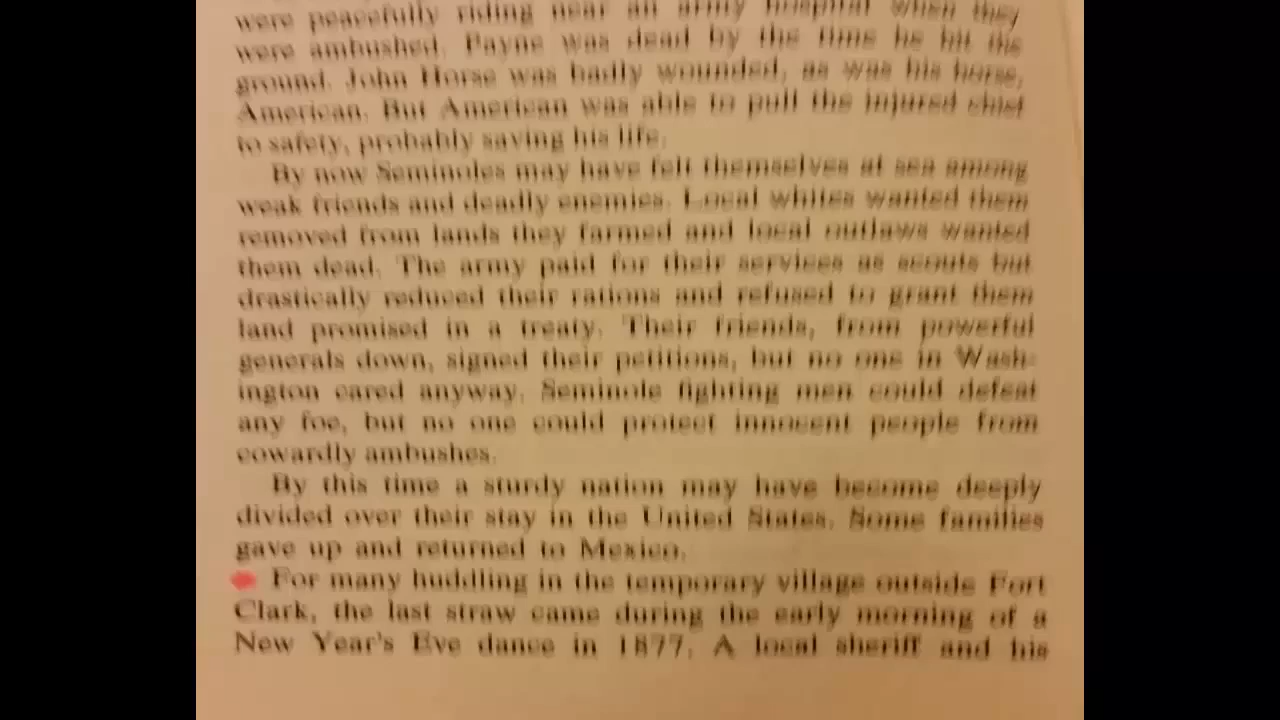 were peacefully riding near an army hospital when they
were ambushed. Payne was dead by the time he hit the
ground. John Horse was badly wounded, as was his horse,
American. But American was able to pull the injured chief
to safety, probably saving his life.
By now Seminoles may have felt themselves at sea among
weak friends and deadly enemies. Local whites wanted them
removed from lands they farmed and local outlaws wanted
them dead. The army paid for their services as scouts but
drastically reduced their rations and refused to grant them
land promised in a treaty. Their friends, from powerful
generals down, signed their petitions, but no one in Wash-
ington cared anyway. Seminole fighting men could defeat
any foe, but no one could protect innocent people from
cowardly ambushes.
By this time a sturdy nation may have become deeply
divided over their stay in the United States. Some families
gave up and returned to Mexico.
For many huddling in the temporary village outside Fort
Clark, the last straw came during the early morning of a
New Year's Eve dance in 1877. A local sheriff and his